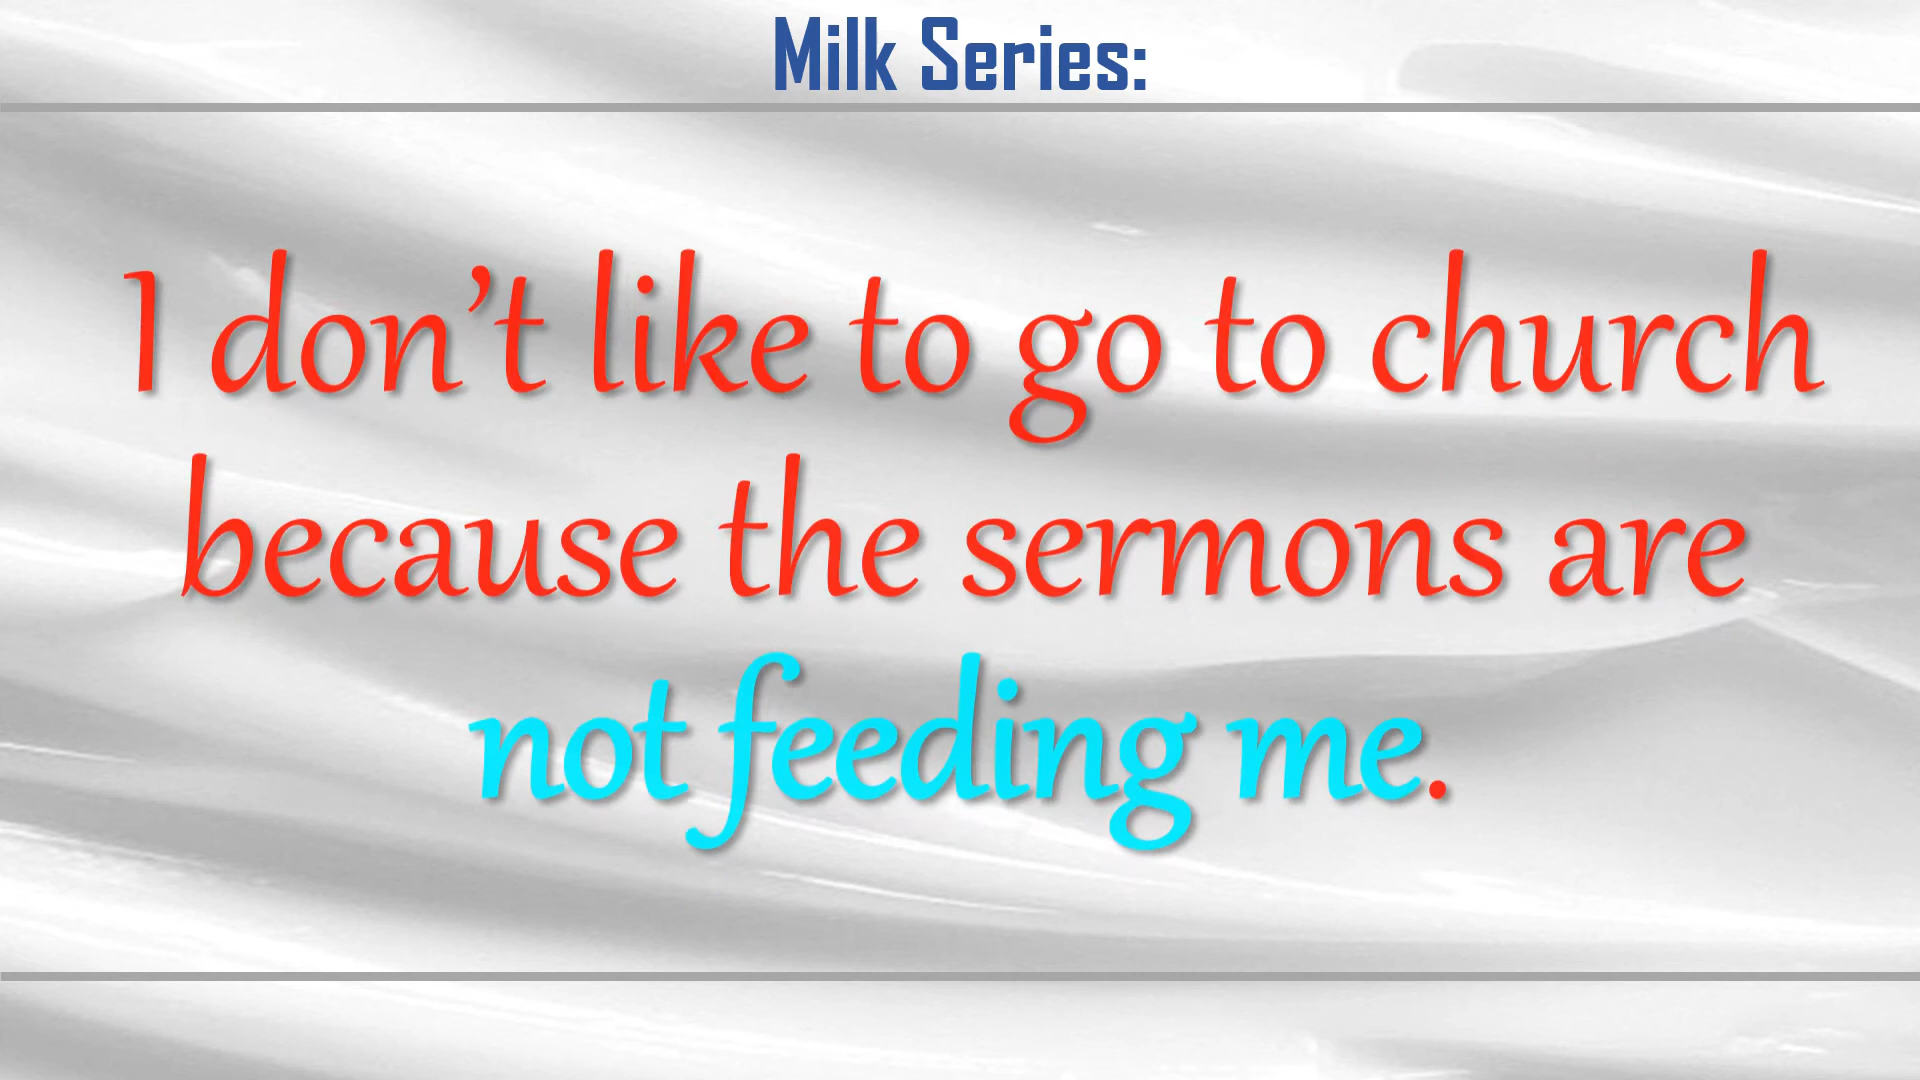 Milk Series:
I don’t like to go to church
because the sermons are
not feeding me.